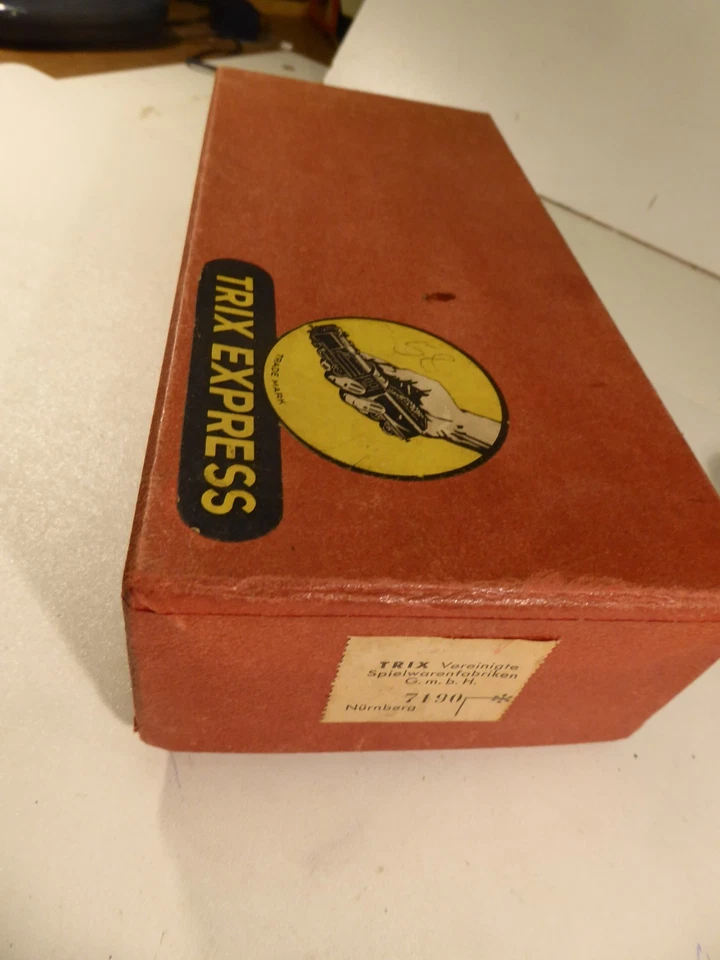 TRIX EXPRESS
TRADE MARK
TRIX Vereinigte
Spielwarenfabriken
G. m. b. H.
7190
Nürnberg